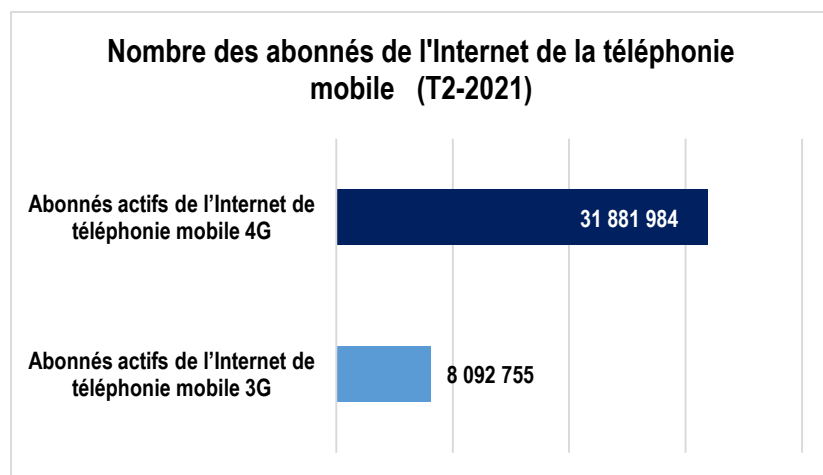 Nombre des abonnés de l'Internet de la téléphonie
mobile (T2-2021)
Abonnés actifs de l’Internet de
téléphonie mobile 4G
31 881 984
Abonnés actifs de l’Internet de
téléphonie mobile 3G
8 092 755